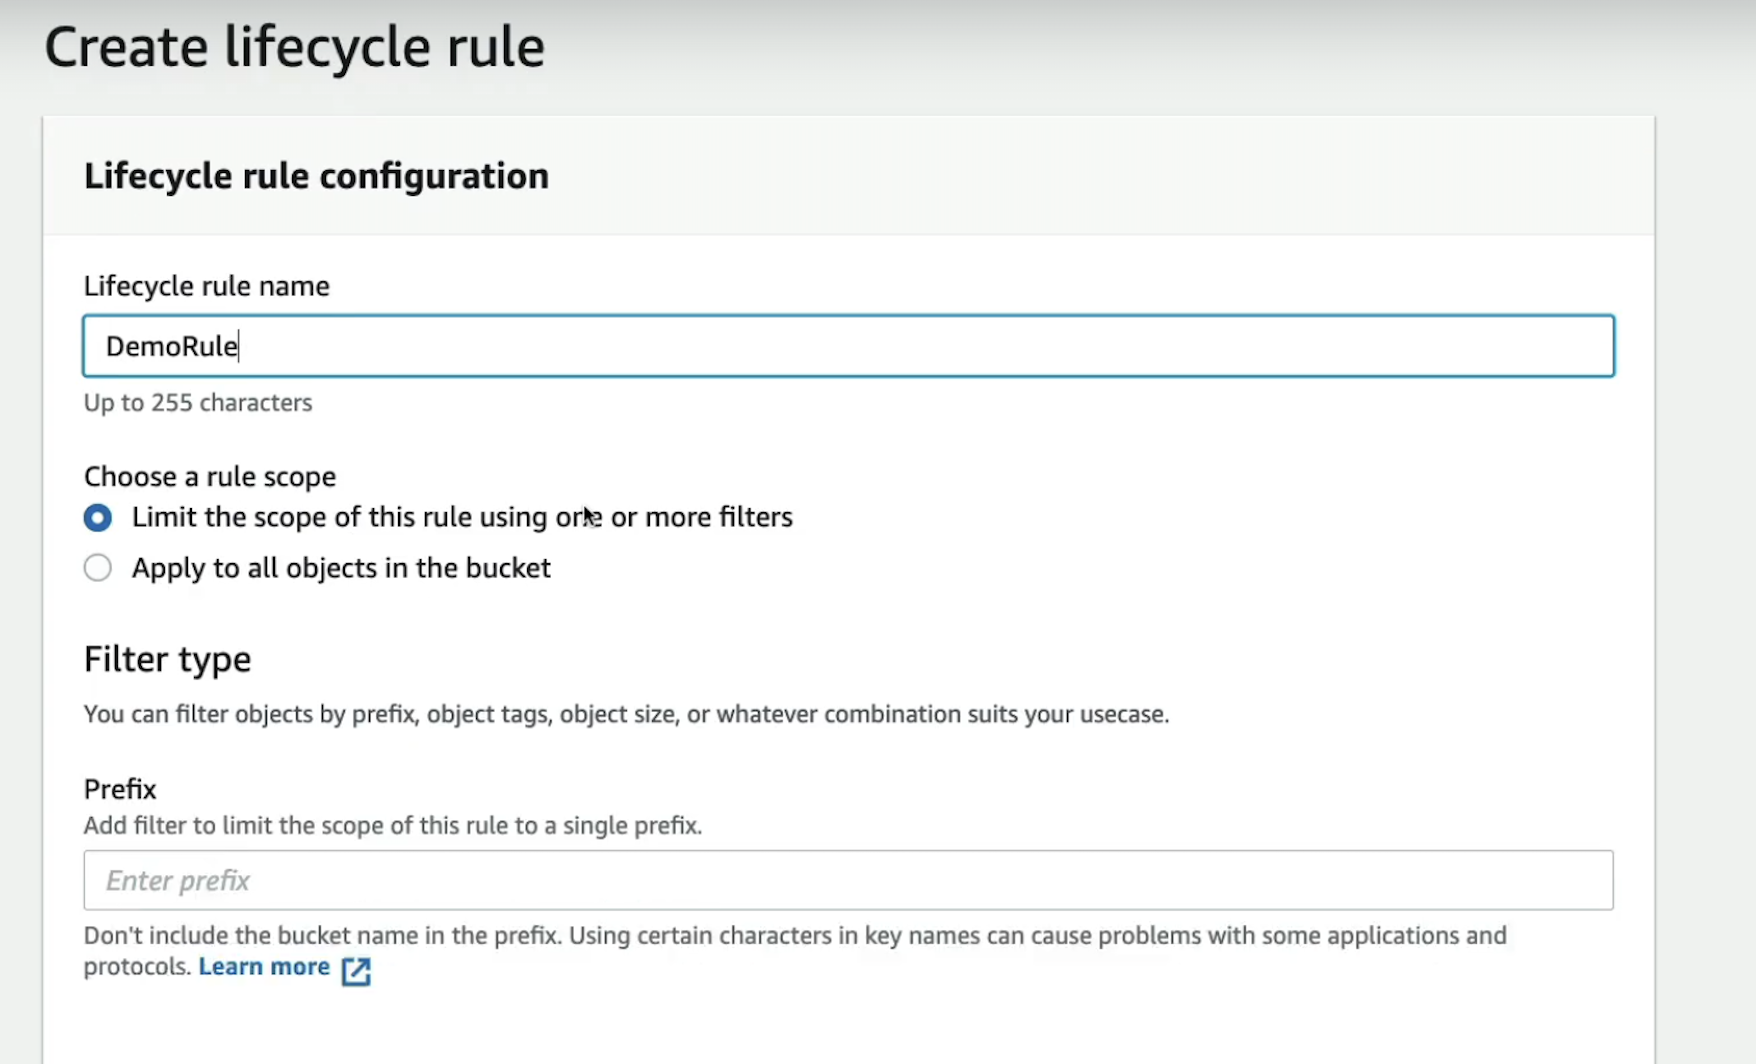 Create lifecycle rule
Lifecycle rule configuration
Lifecycle rule name
DemoRule
Up to 255 characters
Choose a rule scope
Limit the scope of this rule using one or more filters
Apply to all objects in the bucket
Filter type
You can filter objects by prefix, object tags, object size, or whatever combination suits your usecase.
Prefix
Add filter to limit the scope of this rule to a single prefix.
Enter prefix
Don't include the bucket name in the prefix. Using certain characters in key names can cause problems with some applications and
protocols. Learn more